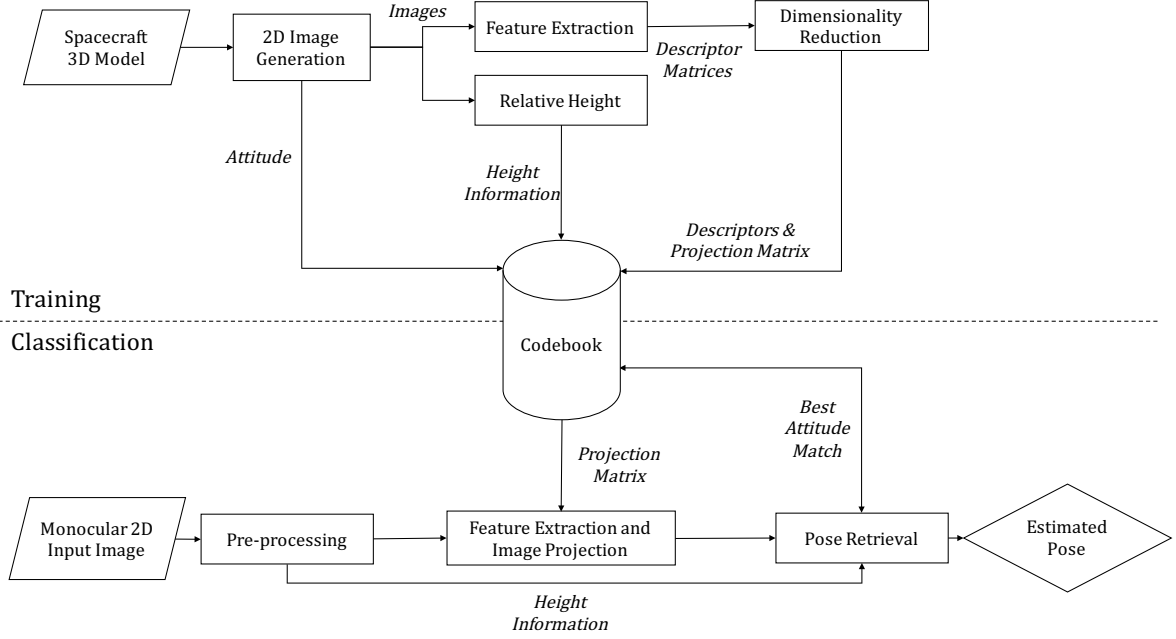 Images
Spacecraft
3D Model
2D Image
Generation
Feature Extraction
Dimensionality
Reduction
Descriptor
Matrices
Relative Height
Attitude
Height
Information
Descriptors &
Projection Matrix
Training
Classification
Codebook
Best
Attitude
Match
Projection
Matrix
Monocular 2D
Input Image
Pre-processing
Feature Extraction and
Image Projection
Pose Retrieval
Estimated
Pose
Height
Information